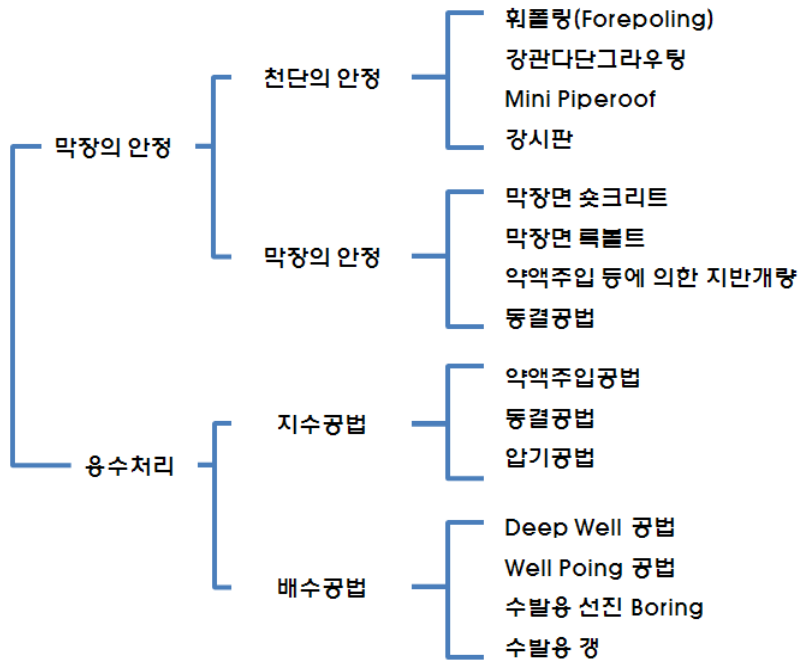 막장의 안정
천단의 안정
훠폴링(Forepoling)
강관다단그라우팅
Mini Piperoof
강시판
막장의 안정
막장면 숏크리트
막장면 록볼트
약액주입 등에 의한 지반개량
동결공법
용수처리
지수공법
약액주입공법
동결공법
압기공법
배수공법
Deep Well 공법
Well Poing 공법
수발용 선진 Boring
수발용 갱